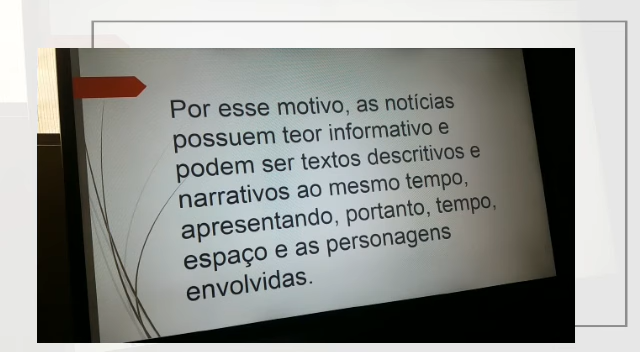 Por esse motivo, as notícias
possuem teor informativo e
podem ser textos descritivos e
narrativos ao mesmo tempo,
apresentando, portanto, tempo,
espaço e as personagens
envolvidas.